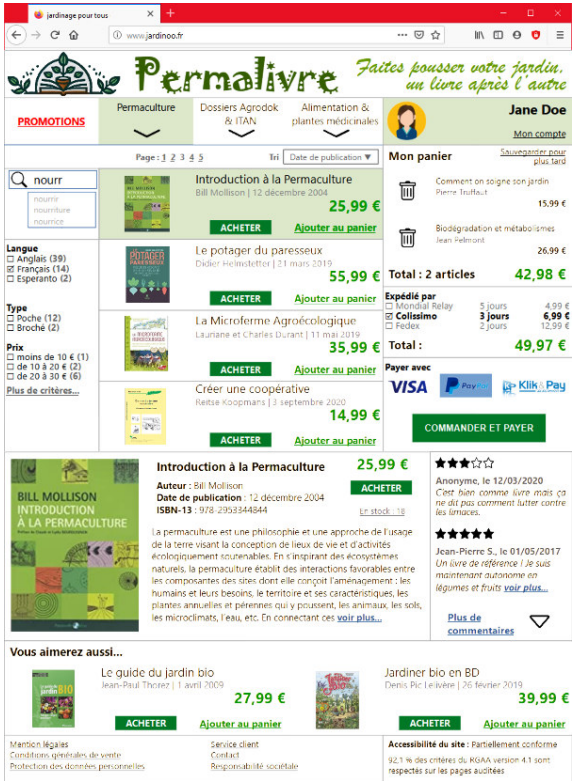 jardinage pour tous
www.jardinoo.fr
Permalivre
Faites pousser votre jardin,
un livre après l'autre
PROMOTIONS
Permaculture
Dossiers Agrodok
& ITAN
Alimentation &
plantes médicinales
Jane Doe
Mon compte
nourr
nourrir
nourriture
nourrice
Langue
Anglais (39)
Français (14)
Esperanto (2)
Type
Poche (12)
Broché (2)
Prix
moins de 10 € (1)
de 10 à 20 € (2)
de 20 à 30 € (6)
Plus de critères...
Page : 1 2 3 4 5
Tri
Date de publication ▼
Introduction à la Permaculture
Bill Mollison | 12 décembre 2004
25,99 €
ACHETER
Ajouter au panier
Le potager du paresseux
Didier Helmstetter | 21 mars 2019
55,99 €
ACHETER
Ajouter au panier
La Microferme Agroécologique
Lauriane et Charles Durant | 11 mai 2019
35,99 €
ACHETER
Ajouter au panier
Créer une coopérative
Reitse Koopmans | 3 septembre 2020
14,99 €
ACHETER
Ajouter au panier
Mon panier
Sauvegarder pour
plus tard
Comment on soigne son jardin
Pierre Truffaut
15.99 €
Biodégradation et métabolismes
Jean Pelmont
26.99 €
Total : 2 articles
42,98 €
Expédié par
Mondial Relay 5 jours 4,99 €
Colissimo 3 jours 6,99 €
Fedex 2 jours 12,99 €
Total :
49,97 €
Payer avec
VISA
PayPal
Klik & Pay
COMMANDER ET PAYER
BILL MOLLISON
INTRODUCTION
À LA PERMACULTURE
Introduction à la Permaculture
25,99 €
Auteur : Bill Mollison
Date de publication : 12 décembre 2004
ISBN-13 : 978-2953344844
ACHETER
En stock : 18
La permaculture est une philosophie et une approche de l'usage
de la terre visant la conception de lieux de vie et d'activités
écologiquement soutenables. En s'inspirant des écosystèmes
naturels, la permaculture établit des interactions favorables entre
les composantes des sites dont elle conçoit l'aménagement : les
humains et leurs besoins, le territoire et ses caractéristiques, les
plantes annuelles et pérennes qui y poussent, les animaux, les sols,
les microclimats, l'eau, etc. En connectant ces voir plus...
Anonyme, le 12/03/2020
C'est bien comme livre mais ça
ne dit pas comment lutter contre
les limaces.
Jean-Pierre S., le 01/05/2017
Un livre de référence ! Je suis
maintenant autonome en
légumes et fruits voir plus...
Plus de
commentaires
Vous aimerez aussi...
Le guide du jardin bio
Jean-Paul Thorez | 1 avril 2009
27,99 €
ACHETER
Ajouter au panier
Jardiner bio en BD
Denis Pic Lelièvre | 26 février 2019
39,99 €
ACHETER
Ajouter au panier
Mention légales
Conditions générales de vente
Protection des données personnelles
Service client
Contact
Responsabilité sociétale
Accessibilité du site : Partiellement conforme
92,1 % des critères du RGAA version 4.1 sont
respectés sur les pages auditées